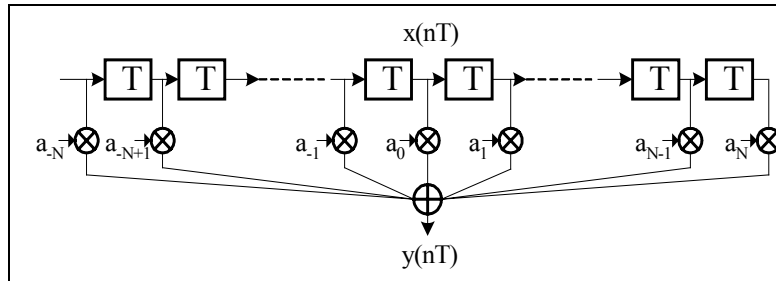 x(nT)
T T T T T T
a-N a-N+1 a-1 a0 a1 aN-1 aN
y(nT)